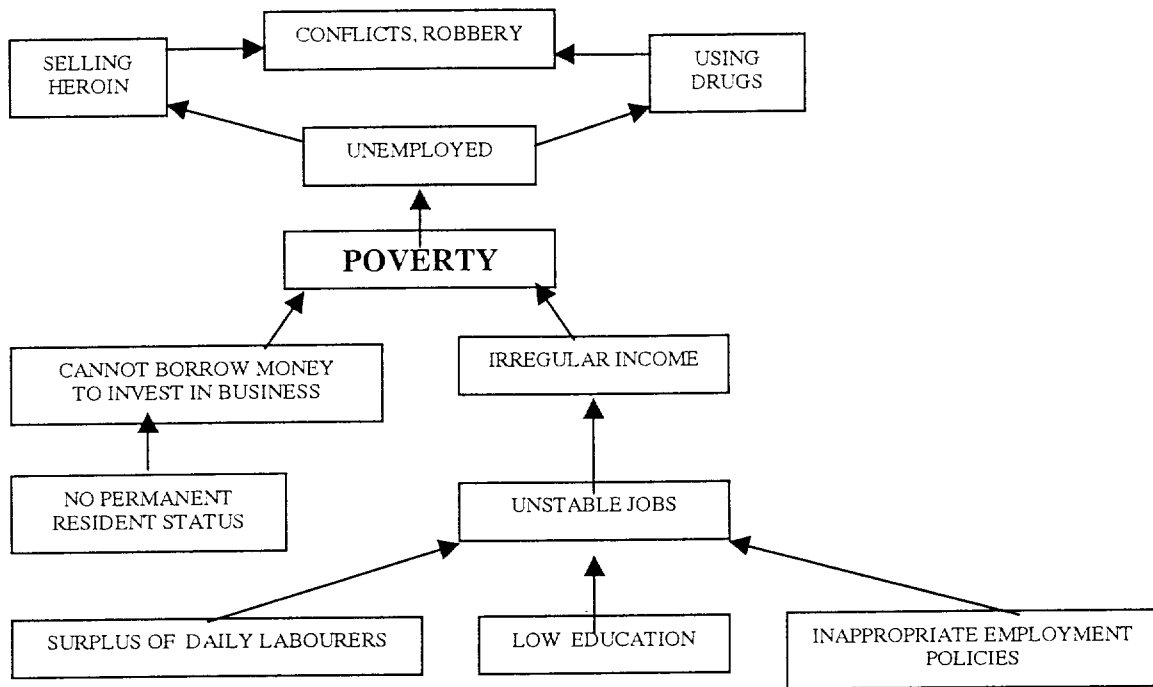 CONFLICTS, ROBBERY
SELLING
HEROIN
USING
DRUGS
UNEMPLOYED
POVERTY
CANNOT BORROW MONEY
TO INVEST IN BUSINESS
IRREGULAR INCOME
NO PERMANENT
RESIDENT STATUS
UNSTABLE JOBS
SURPLUS OF DAILY LABOURERS
LOW EDUCATION
INAPPROPRIATE EMPLOYMENT
POLICIES